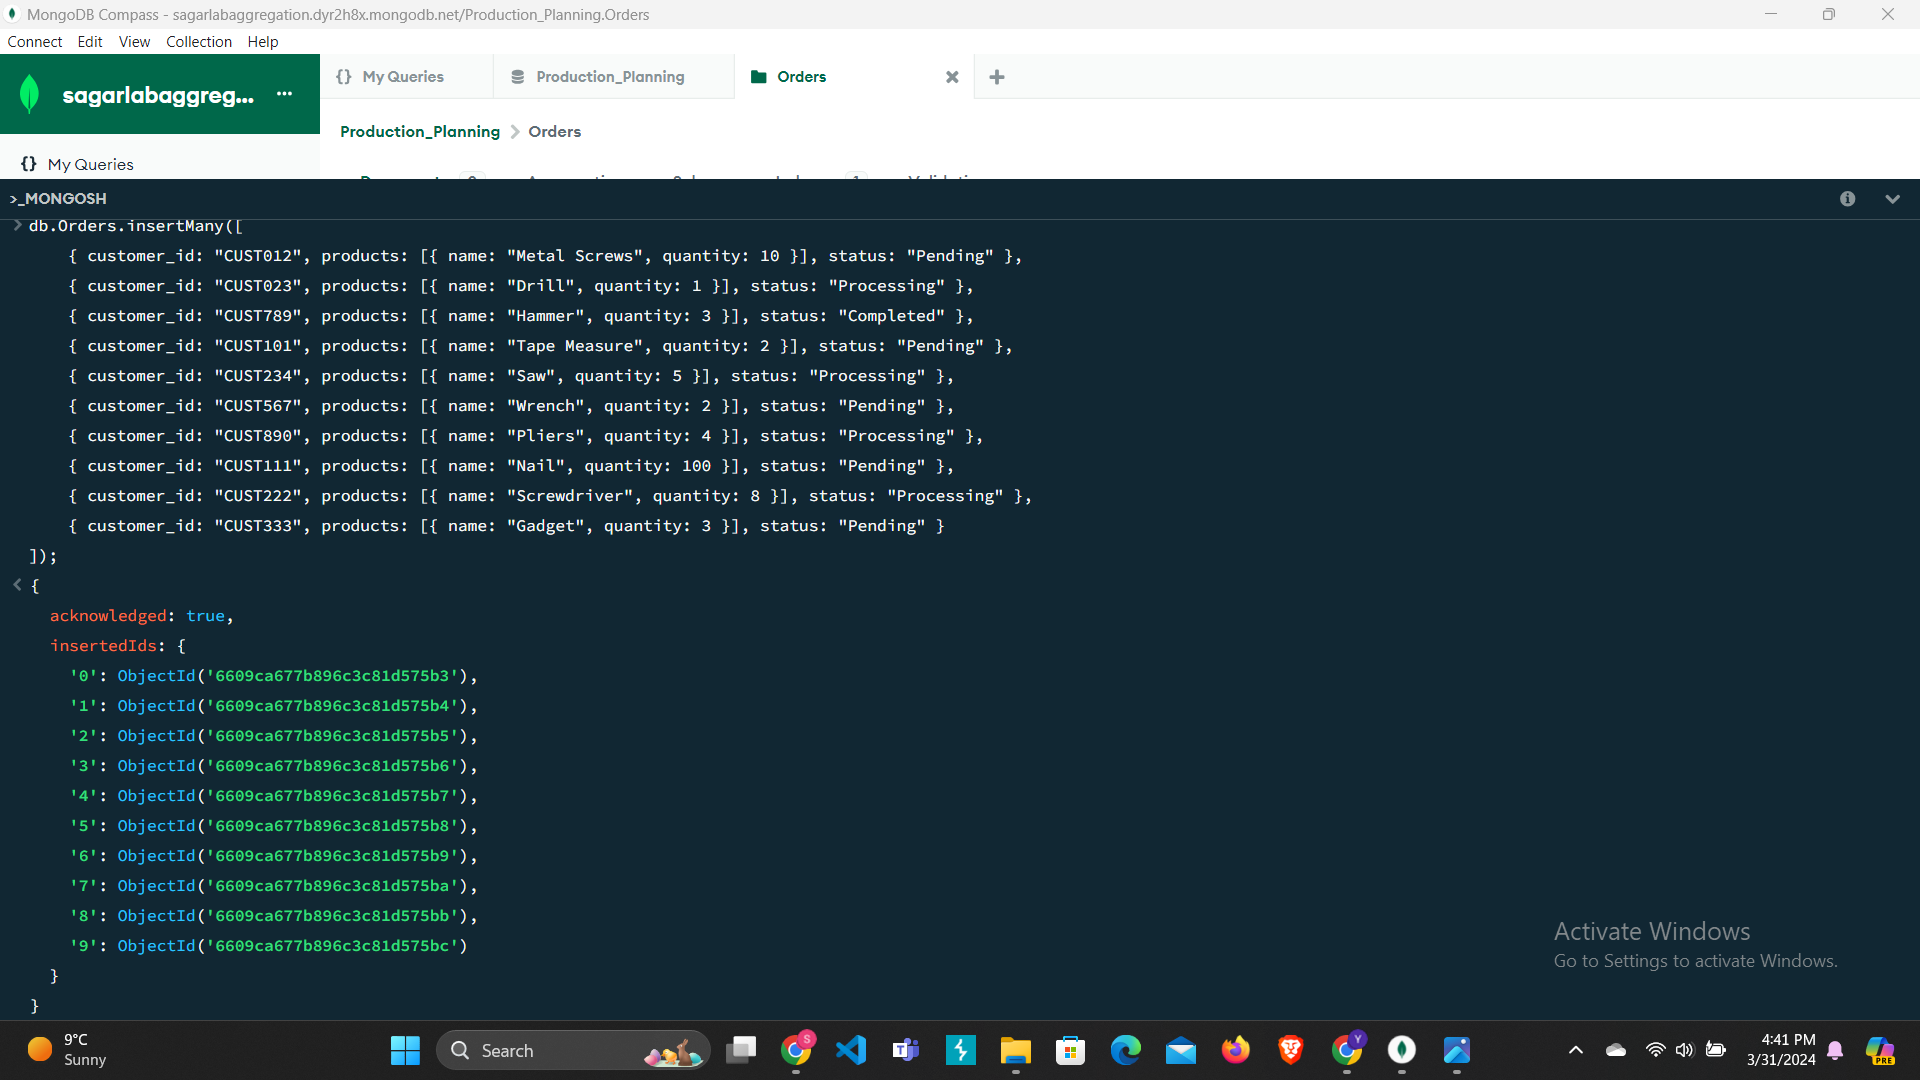 MongoDB Compass - sagarlabaggregation.dyr2h8x.mongodb.net/Production_Planning.Orders
Connect Edit View Collection Help
sagarlabaggreg... ...
{} My Queries
Production_Planning
Orders
Production_Planning > Orders
{} My Queries
>_MONGOSH
> db.Orders.insertMany([
{ customer_id: "CUST012", products: [{ name: "Metal Screws", quantity: 10 }], status: "Pending" },
{ customer_id: "CUST023", products: [{ name: "Drill", quantity: 1 }], status: "Processing" },
{ customer_id: "CUST789", products: [{ name: "Hammer", quantity: 3 }], status: "Completed" },
{ customer_id: "CUST101", products: [{ name: "Tape Measure", quantity: 2 }], status: "Pending" },
{ customer_id: "CUST234", products: [{ name: "Saw", quantity: 5 }], status: "Processing" },
{ customer_id: "CUST567", products: [{ name: "Wrench", quantity: 2 }], status: "Pending" },
{ customer_id: "CUST890", products: [{ name: "Pliers", quantity: 4 }], status: "Processing" },
{ customer_id: "CUST111", products: [{ name: "Nail", quantity: 100 }], status: "Pending" },
{ customer_id: "CUST222", products: [{ name: "Screwdriver", quantity: 8 }], status: "Processing" },
{ customer_id: "CUST333", products: [{ name: "Gadget", quantity: 3 }], status: "Pending" }
]);
< {
acknowledged: true,
insertedIds: {
'0': ObjectId('6609ca677b896c3c81d575b3'),
'1': ObjectId('6609ca677b896c3c81d575b4'),
'2': ObjectId('6609ca677b896c3c81d575b5'),
'3': ObjectId('6609ca677b896c3c81d575b6'),
'4': ObjectId('6609ca677b896c3c81d575b7'),
'5': ObjectId('6609ca677b896c3c81d575b8'),
'6': ObjectId('6609ca677b896c3c81d575b9'),
'7': ObjectId('6609ca677b896c3c81d575ba'),
'8': ObjectId('6609ca677b896c3c81d575bb'),
'9': ObjectId('6609ca677b896c3c81d575bc')
}
}
Activate Windows
Go to Settings to activate Windows.
9°C
Sunny
Search
S
Y
4:41 PM
3/31/2024
PRE